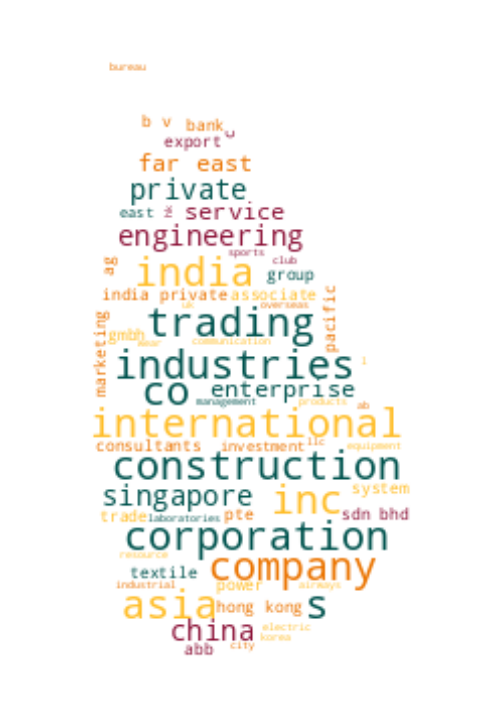 bureau
b v bank
export
far east
private
east ž service
engineering
sports
ag india club
group
india private associate
uk overseas
pacific
trading
marketing gmbh
wear communication
industries
co enterprise
management products ab
international
consultants investment llc equipment
construction
singapore inc system
trade laboratories pte sdn bhd
corporation
resource
textile company
industrial power airways
asia hong kong s
china electric
korea
abb city